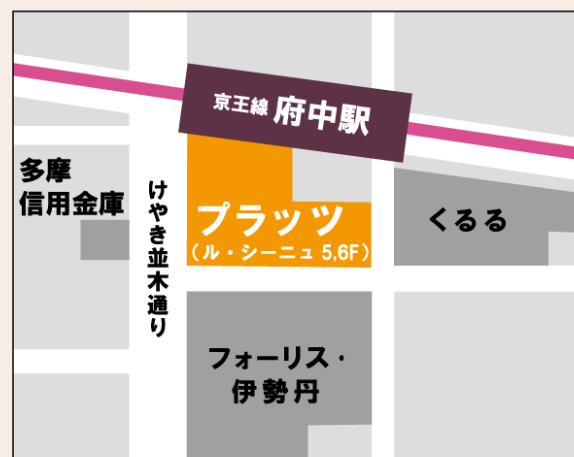 京王線 府中駅
多摩
信用金庫
けやき並木通り
プラッツ
(ル・シーニュ 5,6F)
くるる
フォーリス・
伊勢丹